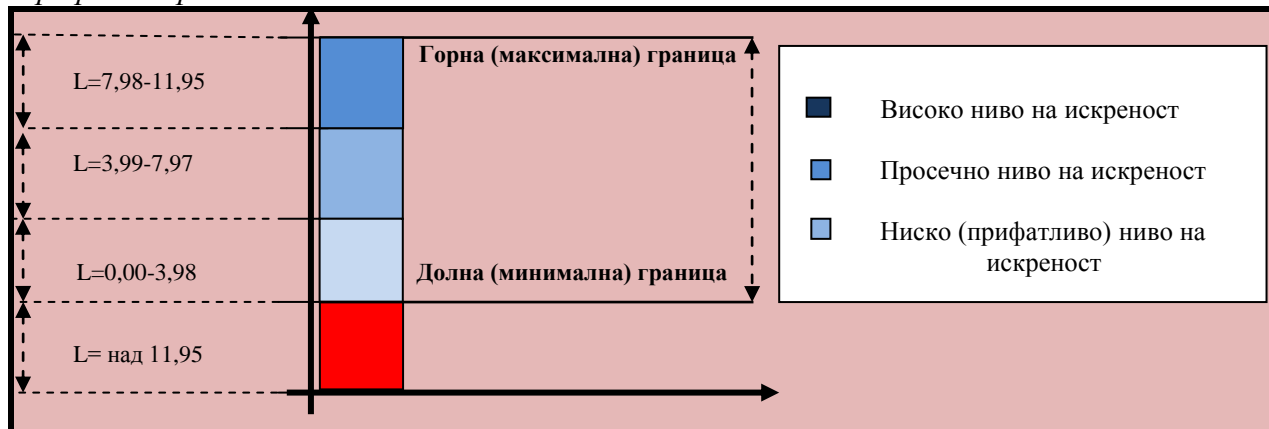 L=7,98-11,95
Горна (максимална) граница
L=3,99-7,97
L=0,00-3,98
Долна (минимална) граница
L= над 11,95
Високо ниво на искреност
Просечно ниво на искреност
Ниско (прифатливо) ниво на
искреност